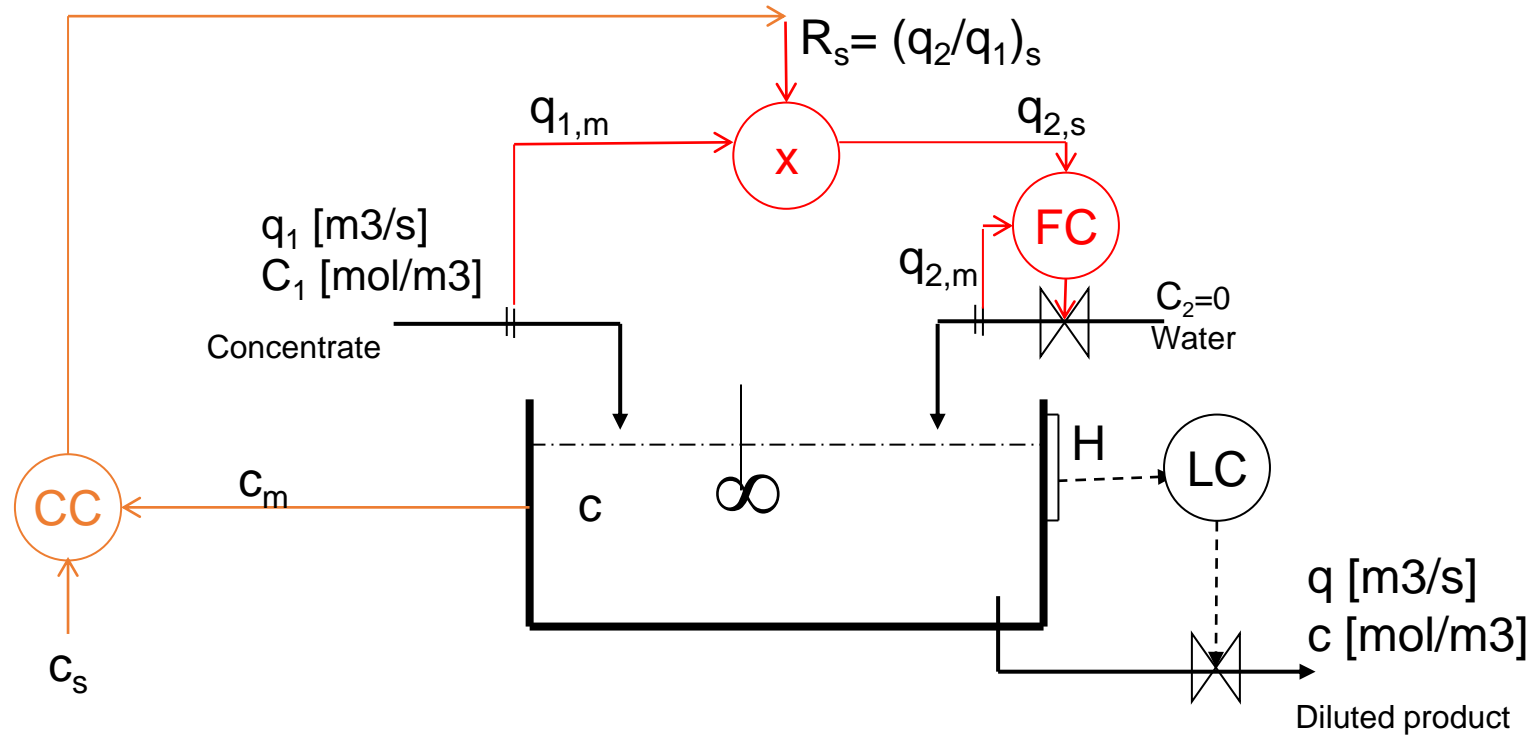 Rₛ= (q₂/q₁)ₛ
q₁,ₘ
q₂,ₛ
x
q₁ [m3/s]
C₁ [mol/m3]
FC
q₂,ₘ
C₂=0
Water
Concentrate
H
LC
cₘ
c
∞
CC
cₛ
q [m3/s]
c [mol/m3]
Diluted product